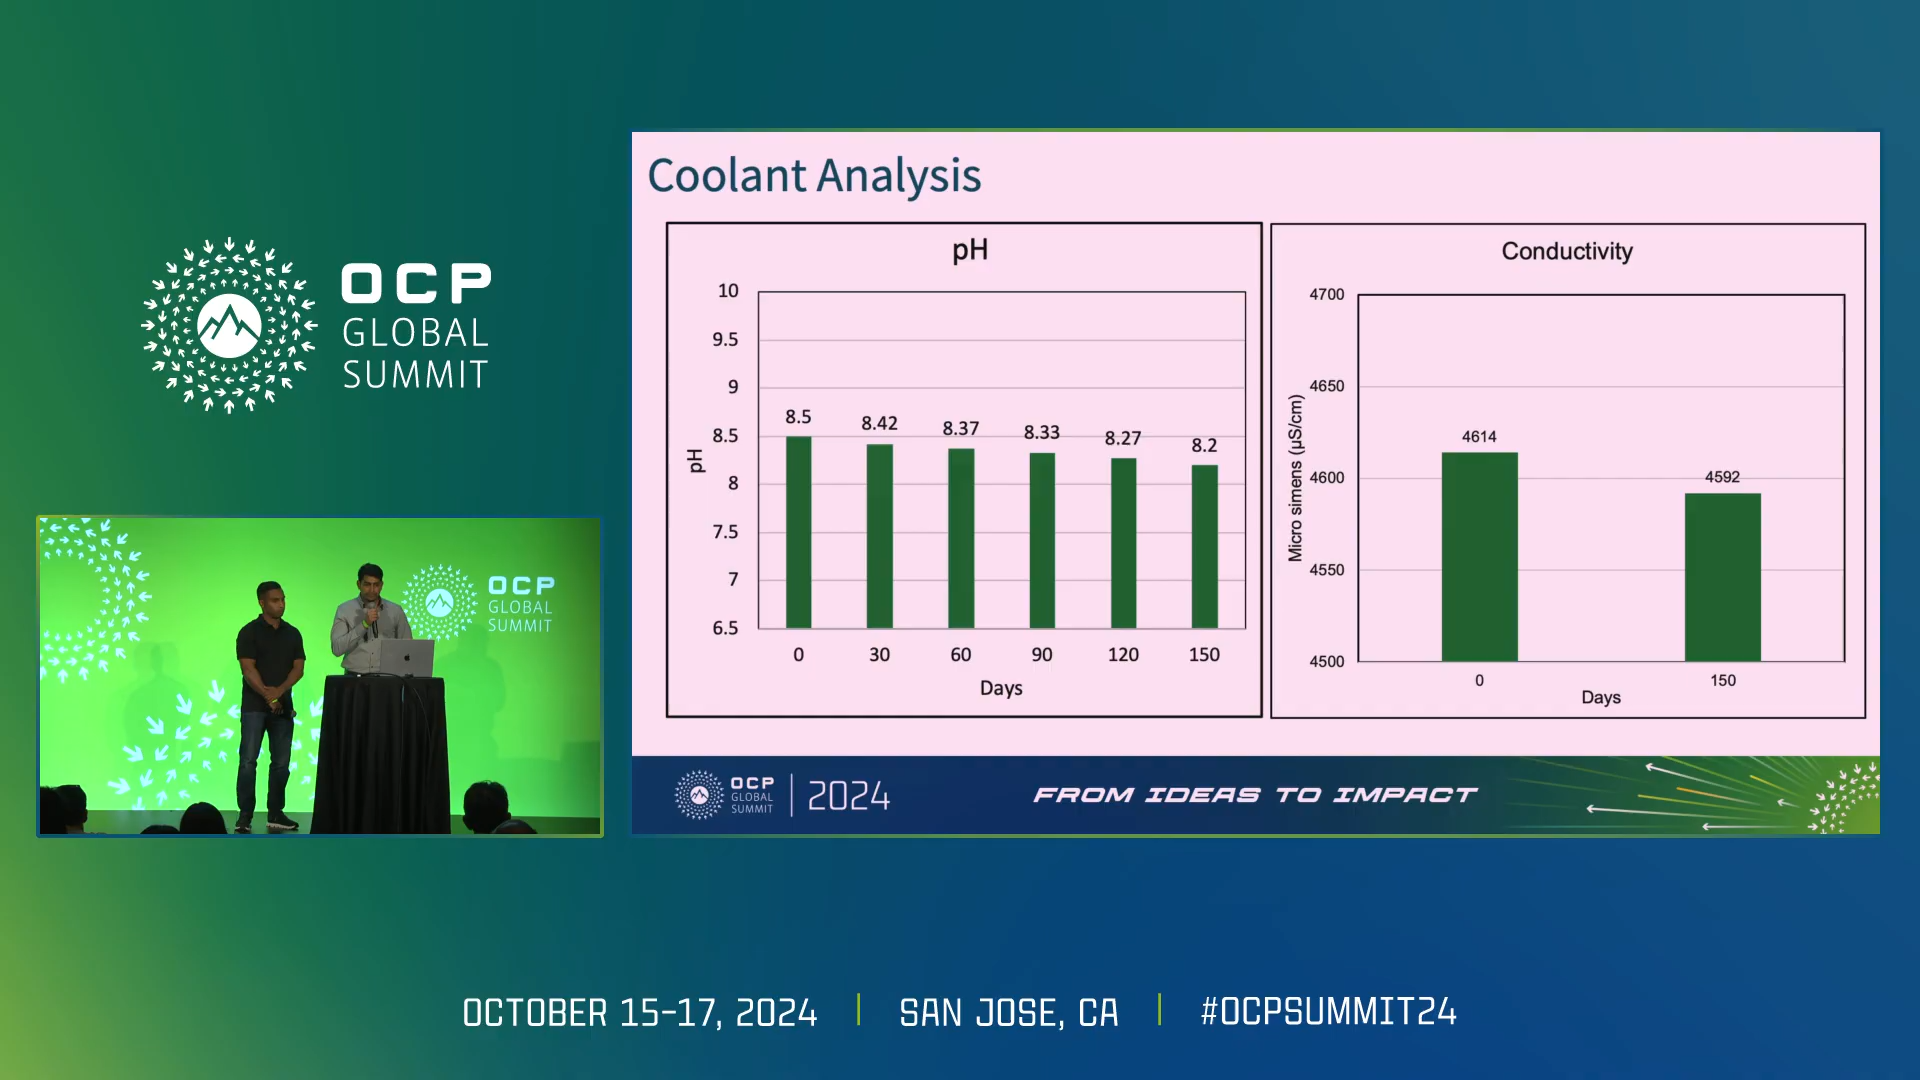 OCP
GLOBAL
SUMMIT
OCP
GLOBAL
SUMMIT
Coolant Analysis
pH
10
9.5
9
8.5
8
7.5
7
6.5
pH
8.5
8.42
8.37
8.33
8.27
8.2
0 30 60 90 120 150
Days
Conductivity
4700
4650
4600
4550
4500
Micro simens (µS/cm)
4614
4592
0 150
Days
OCP
GLOBAL
SUMMIT
2024
FROM IDEAS TO IMPACT
OCTOBER 15-17, 2024 | SAN JOSE, CA | #OCPSUMMIT24